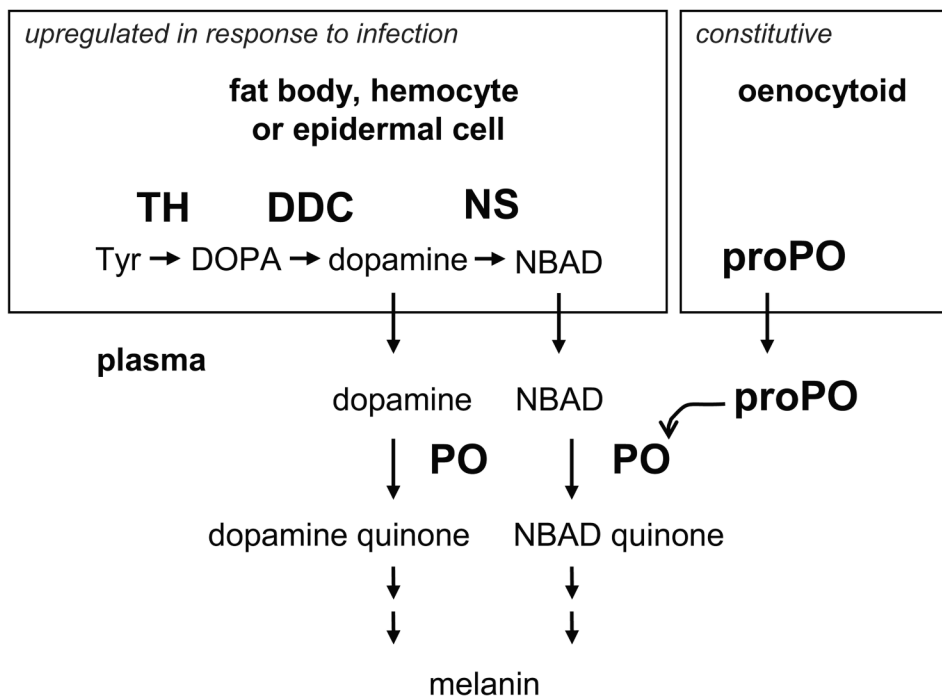 upregulated in response to infection
constitutive
fat body, hemocyte
or epidermal cell
oenocytoid
TH DDC NS
Tyr → DOPA → dopamine → NBAD
proPO
plasma
dopamine NBAD proPO
PO PO
dopamine quinone NBAD quinone
melanin